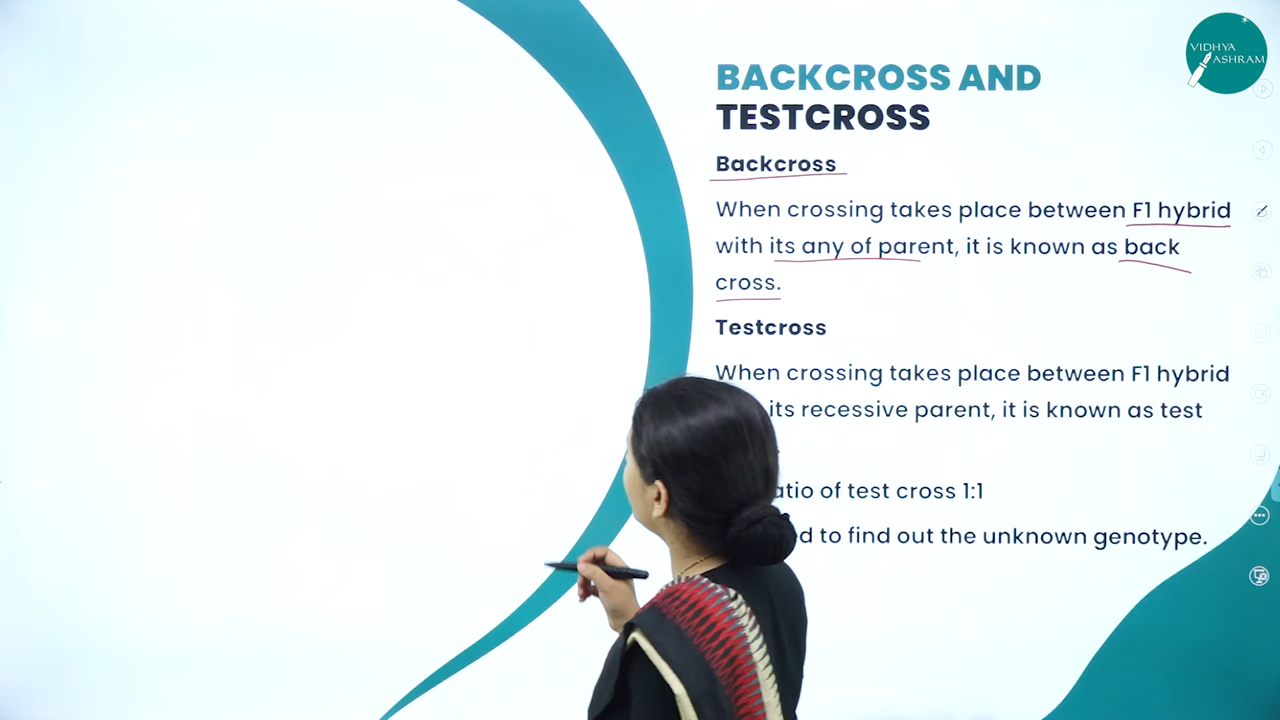 VIDHYA
ASHRAM
BACKCROSS AND
TESTCROSS
Backcross
When crossing takes place between F1 hybrid
with its any of parent, it is known as back
cross.
Testcross
When crossing takes place between F1 hybrid
its recessive parent, it is known as test
of test cross 1:1
to find out the unknown genotype.